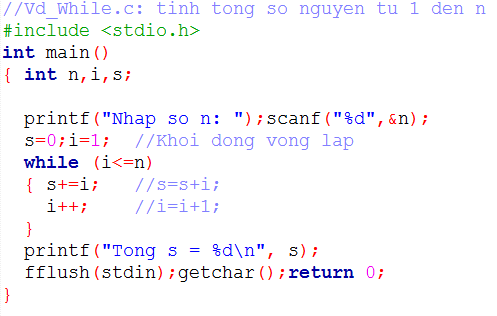 //Vd_While.c: tinh tong so nguyen tu 1 den n
#include <stdio.h>
int main()
{ int n,i,s;
printf("Nhap so n: ");scanf("%d",&n);
s=0;i=1;  //Khoi dong vong lap
while (i<=n)
{ s+=i;   //s=s+i;
i++;    //i=i+1;
}
printf("Tong s = %d\n", s);
fflush(stdin);getchar();return 0;
}